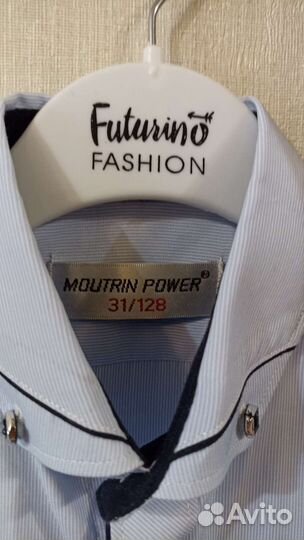 Futurino
FASHION
MOUTRIN POWER®
31/128
Avito